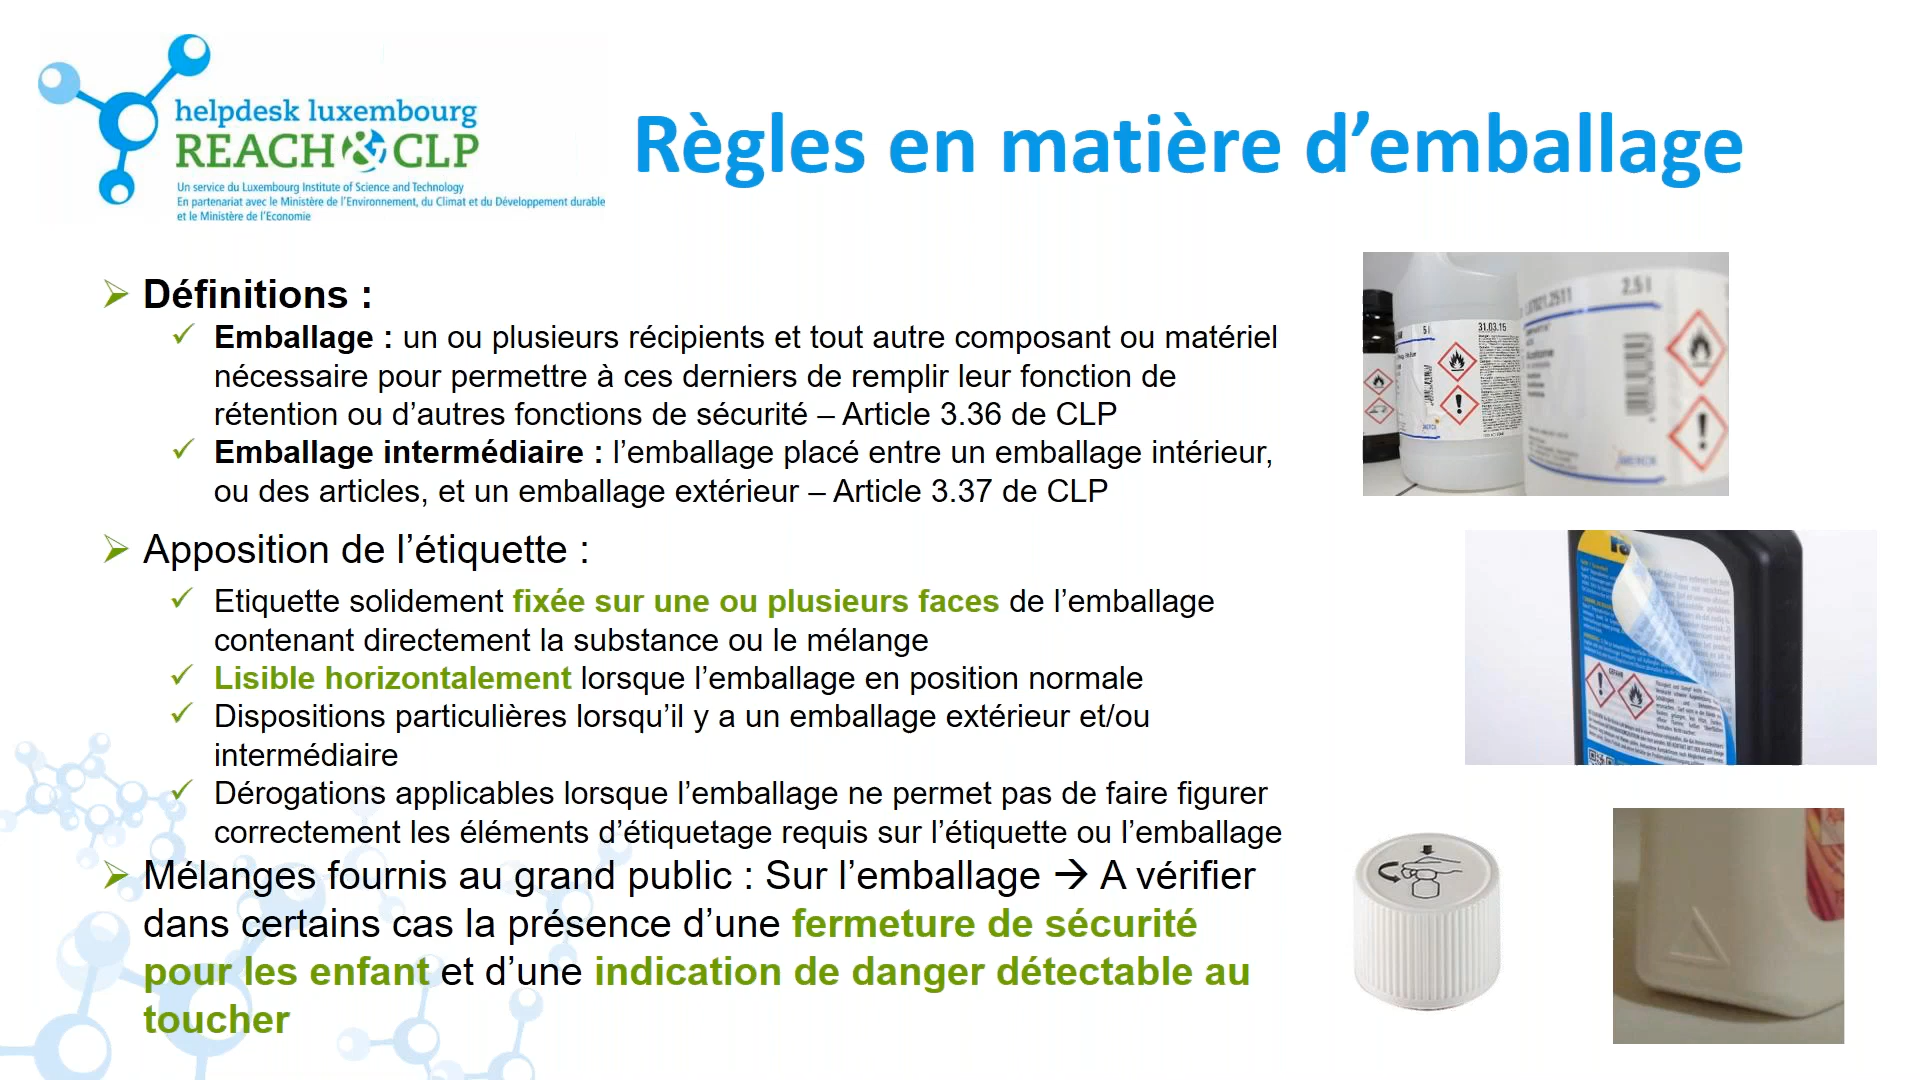 helpdesk luxembourg
REACH & CLP
Un service du Luxembourg Institute of Science and Technology
En partenariat avec le Ministère de l'Environnement, du Climat et du Développement durable
et le Ministère de l'Economie
Règles en matière d’emballage
Définitions :
Emballage : un ou plusieurs récipients et tout autre composant ou matériel
nécessaire pour permettre à ces derniers de remplir leur fonction de
rétention ou d’autres fonctions de sécurité – Article 3.36 de CLP
Emballage intermédiaire : l’emballage placé entre un emballage intérieur,
ou des articles, et un emballage extérieur – Article 3.37 de CLP
Apposition de l’étiquette :
Etiquette solidement fixée sur une ou plusieurs faces de l’emballage
contenant directement la substance ou le mélange
Lisible horizontalement lorsque l’emballage en position normale
Dispositions particulières lorsqu’il y a un emballage extérieur et/ou
intermédiaire
Dérogations applicables lorsque l’emballage ne permet pas de faire figurer
correctement les éléments d’étiquetage requis sur l’étiquette ou l’emballage
Mélanges fournis au grand public : Sur l’emballage → A vérifier
dans certains cas la présence d’une fermeture de sécurité
pour les enfant et d’une indication de danger détectable au
toucher
5 l
31.03.15
2.5 l
Acetone
GEFAHR